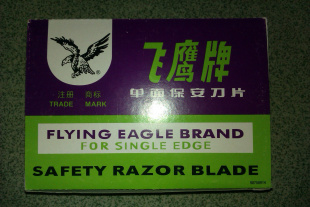 飞鹰牌
注册 商标
TRADE MARK
单面保安刀片
FLYING EAGLE BRAND
FOR SINGLE EDGE
SAFETY RAZOR BLADE